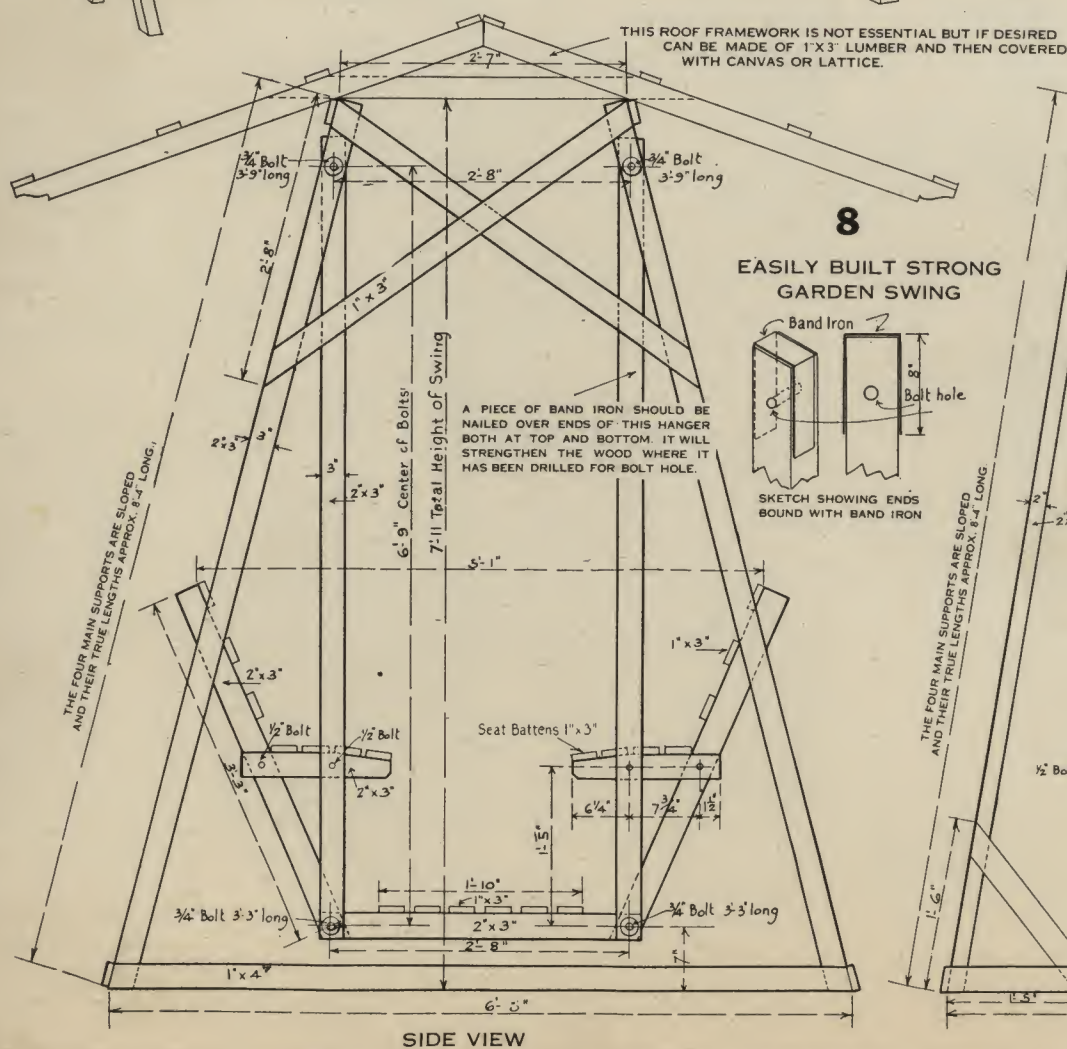 THIS ROOF FRAMEWORK IS NOT ESSENTIAL BUT IF DESIRED
CAN BE MADE OF 1"X3" LUMBER AND THEN COVERED
WITH CANVAS OR LATTICE.
2'-7"
3/4" Bolt
3'-9" long
2'-8"
3/4" Bolt
3'-9" long
8
EASILY BUILT STRONG
GARDEN SWING
Band Iron
8"
Bolt hole
SKETCH SHOWING ENDS
BOUND WITH BAND IRON
2'-8"
1" x 3"
A PIECE OF BAND IRON SHOULD BE
NAILED OVER ENDS OF THIS HANGER
BOTH AT TOP AND BOTTOM. IT WILL
STRENGTHEN THE WOOD WHERE IT
HAS BEEN DRILLED FOR BOLT HOLE.
2"x3"
3"
3"
2"x3"
6'-9" Center of Bolts
7'-11 Total Height of Swing
THE FOUR MAIN SUPPORTS ARE SLOPED
AND THEIR TRUE LENGTHS APPROX. 8'-4" LONG.
5'-1"
2"x3"
1"x3"
1/2" Bolt
1/2" Bolt
2"x3"
3'-3"
Seat Battens 1"x3"
6 1/4"
7 3/4"
1 1/2"
1'-5"
1'-10"
1"x3"
3/4" Bolt 3'-3" long
2"x3"
3/4" Bolt 3'-3" long
2'-8"
7"
1" x 4"
SIDE VIEW
THE FOUR MAIN SUPPORTS ARE SLOPED
AND THEIR TRUE LENGTHS APPROX. 8'-4" LONG.
2"
1/2" Bo
1'-6"
1'-5"